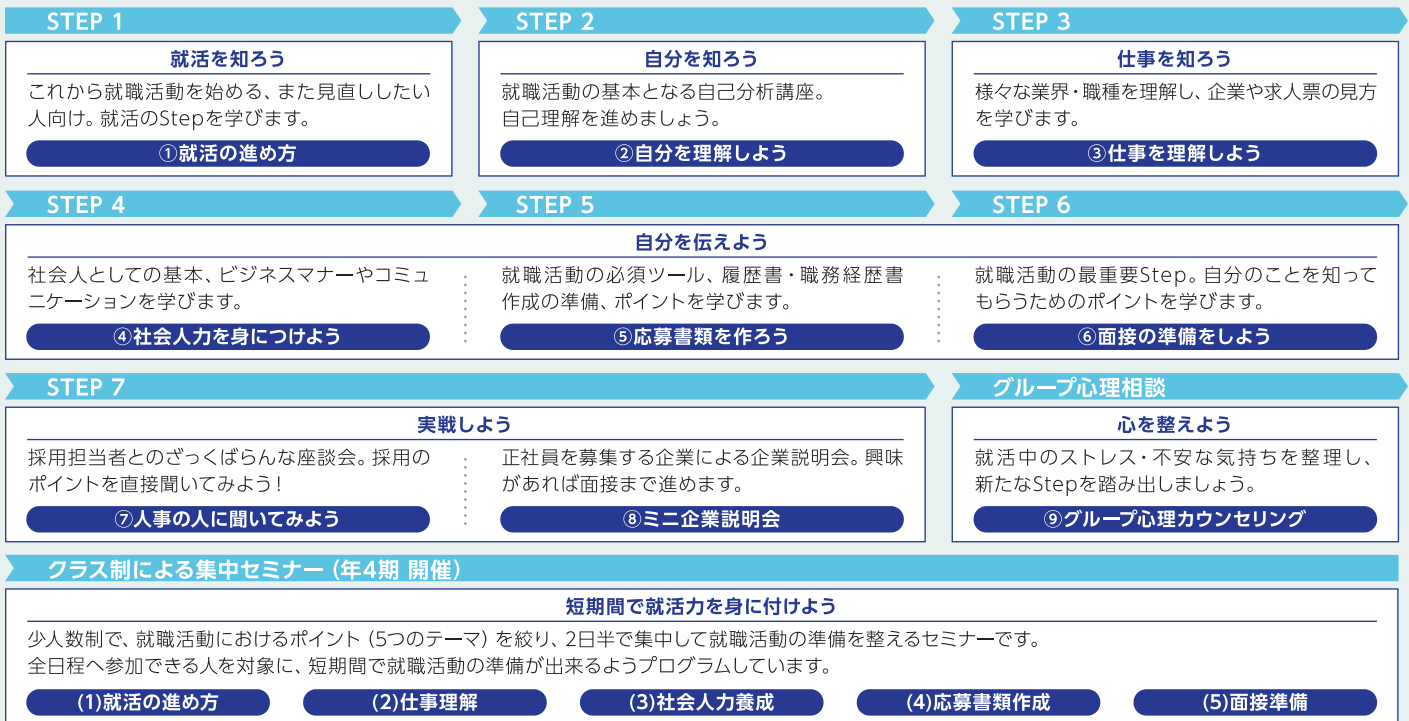 STEP 1
就活を知ろう
これから就職活動を始める、また見直ししたい
人向け。就活のStepを学びます。
①就活の進め方
STEP 2
自分を知ろう
就職活動の基本となる自己分析講座。
自己理解を進めましょう。
②自分を理解しよう
STEP 3
仕事を知ろう
様々な業界・職種を理解し、企業や求人票の見方
を学びます。
③仕事を理解しよう
STEP 4
STEP 5
STEP 6
自分を伝えよう
社会人としての基本、ビジネスマナーやコミュ
ニケーションを学びます。
④社会人力を身につけよう
就職活動の必須ツール、履歴書・職務経歴書
作成の準備、ポイントを学びます。
⑤応募書類を作ろう
就職活動の最重要Step。自分のことを知って
もらうためのポイントを学びます。
⑥面接の準備をしよう
STEP 7
実戦しよう
採用担当者とのざっくばらんな座談会。採用の
ポイントを直接聞いてみよう!
⑦人事の人に聞いてみよう
正社員を募集する企業による企業説明会。興味
があれば面接まで進めます。
⑧ミニ企業説明会
グループ心理相談
心を整えよう
就活中のストレス・不安な気持ちを整理し、
新たなStepを踏み出しましょう。
⑨グループ心理カウンセリング
クラス制による集中セミナー(年4期 開催)
短期間で就活力を身に付けよう
少人数制で、就職活動におけるポイント(5つのテーマ)を絞り、2日半で集中して就職活動の準備を整えるセミナーです。
全日程へ参加できる人を対象に、短期間で就職活動の準備が出来るようプログラムしています。
(1)就活の進め方
(2)仕事理解
(3)社会人力養成
(4)応募書類作成
(5)面接準備